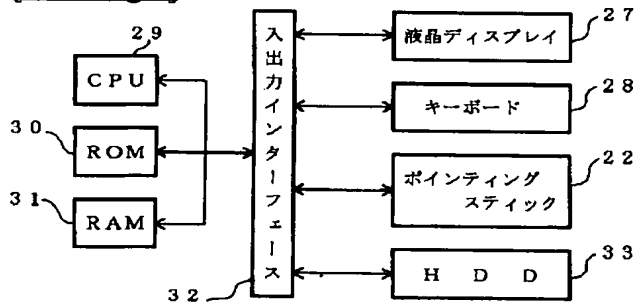 29
CPU
30
ROM
31
RAM
入出力インターフェース
32
液晶ディスプレイ
27
キーボード
28
ポインティング
スティック
22
HDD
33